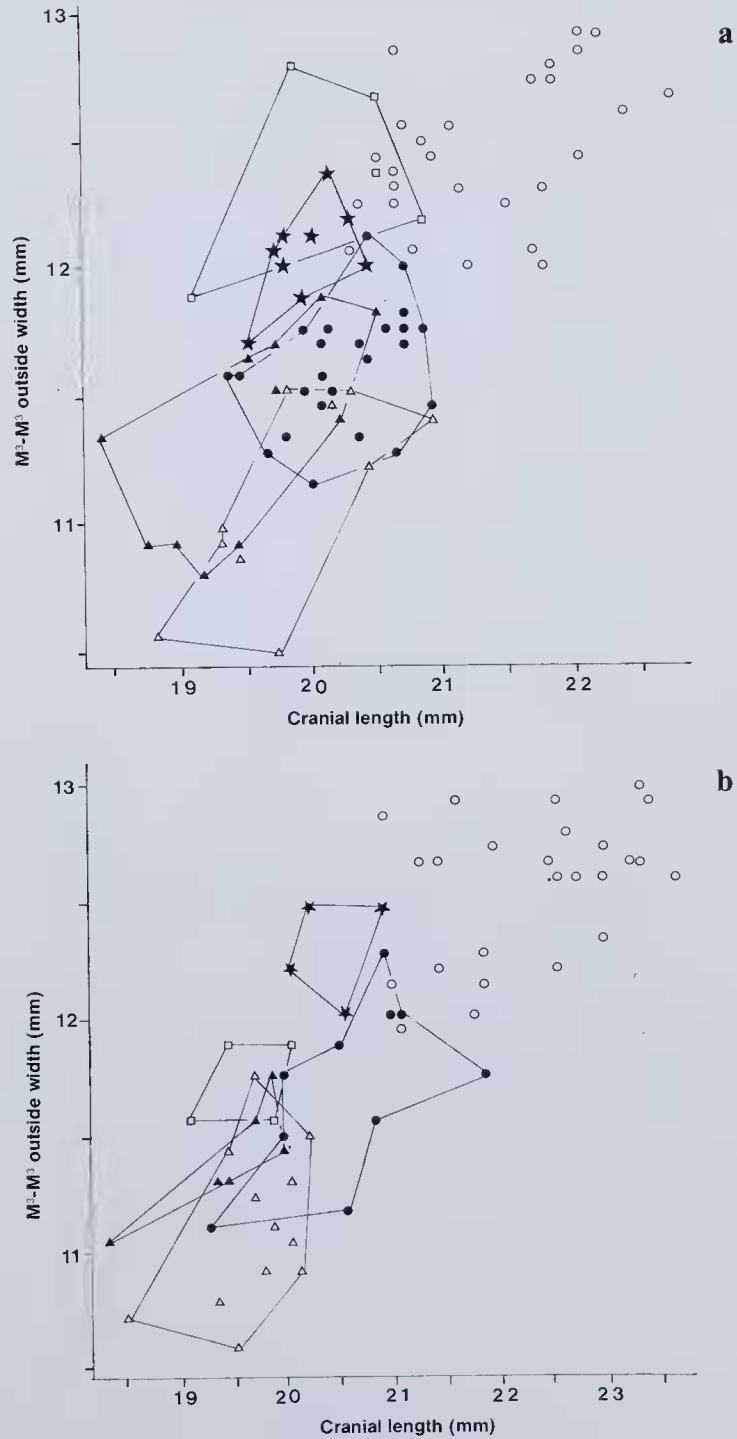 a
13
12
11
M³-M³ outside width (mm)
19 20 21 22
Cranial length (mm)
b
13
12
11
M³-M³ outside width (mm)
19 20 21 22 23
Cranial length (mm)